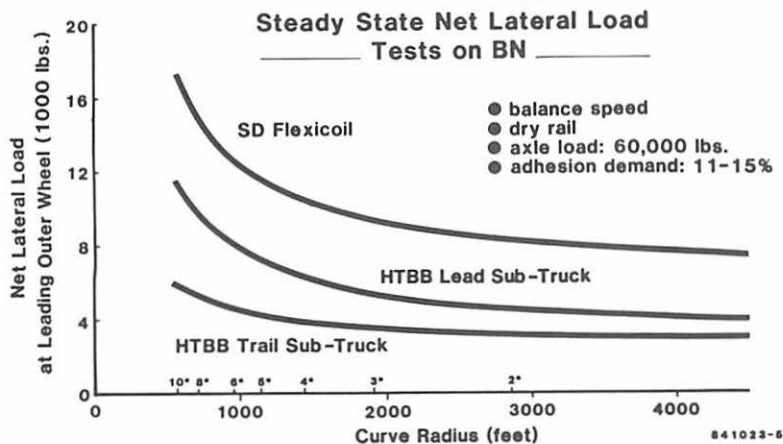 Steady State Net Lateral Load
Tests on BN
● balance speed
● dry rail
● axle load: 60,000 lbs.
● adhesion demand: 11-15%
Net Lateral Load
at Leading Outer Wheel (1000 lbs.)
20
16
12
8
4
0
SD Flexicoil
HTBB Lead Sub-Truck
HTBB Trail Sub-Truck
10° 8° 6° 5° 4° 3° 2°
0 1000 2000 3000 4000
Curve Radius (feet)
841023-5